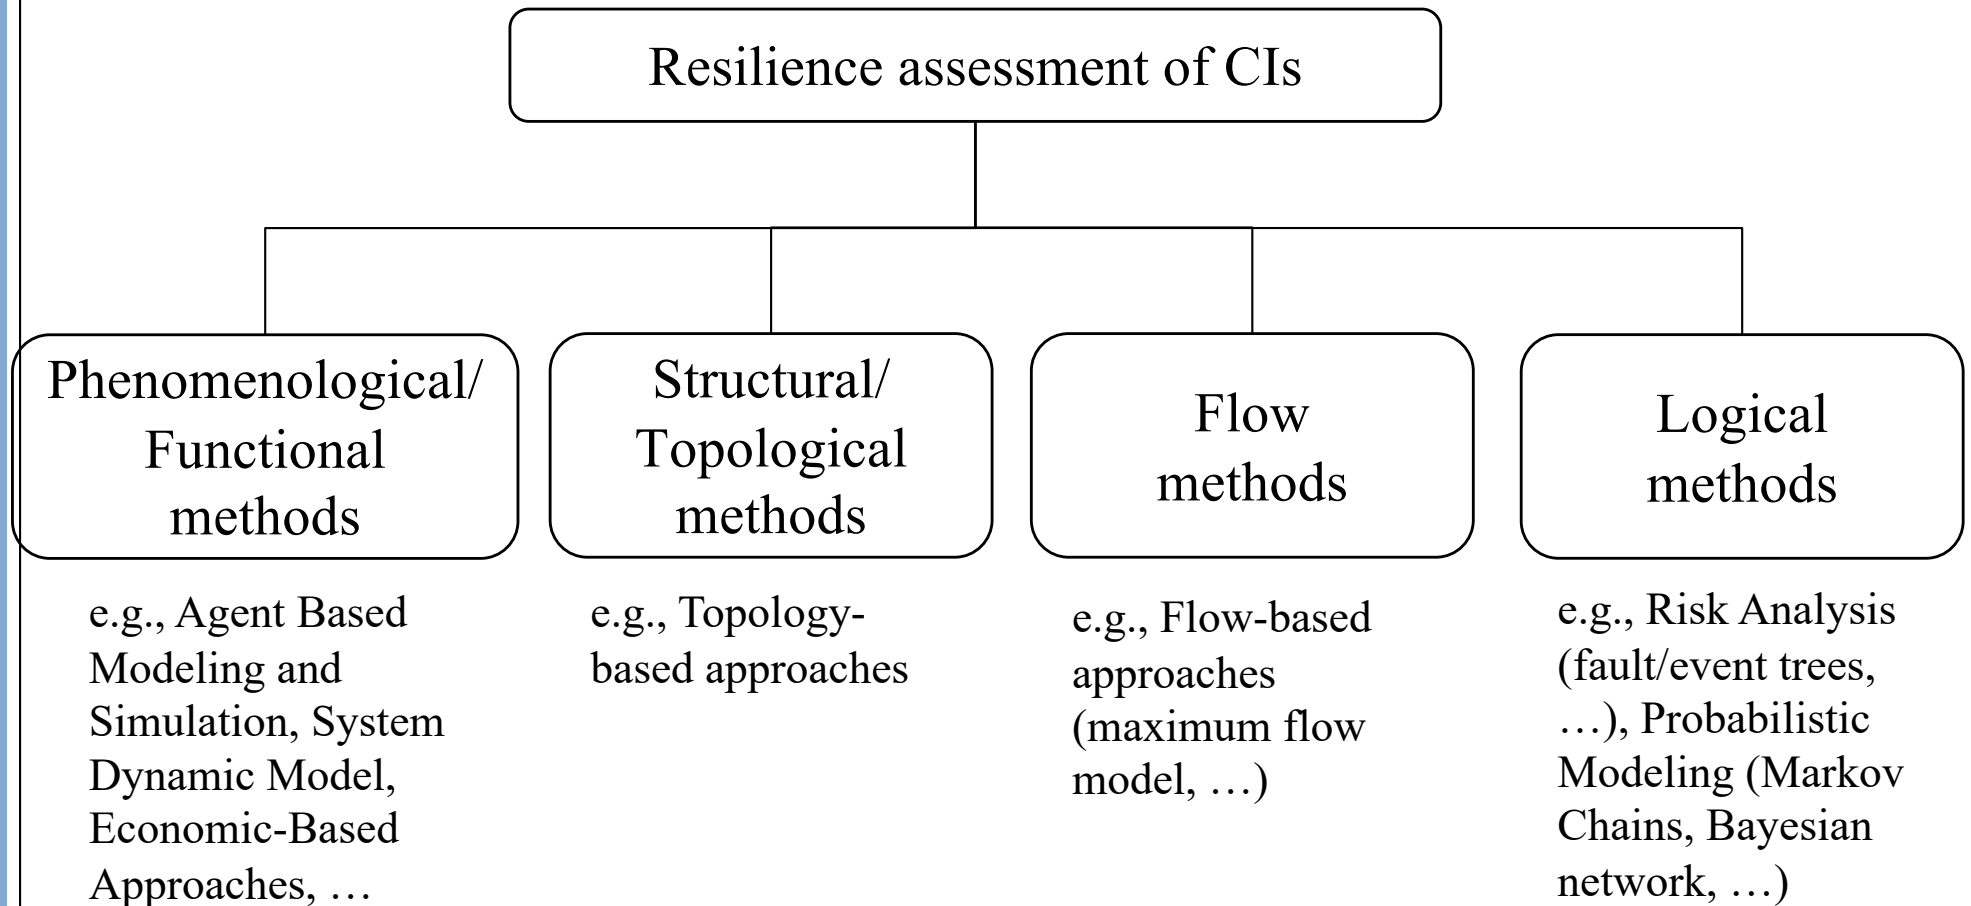 Resilience assessment of CIs
Phenomenological/
Functional
methods
Structural/
Topological
methods
Flow
methods
Logical
methods
e.g., Agent Based
Modeling and
Simulation, System
Dynamic Model,
Economic-Based
Approaches, …
e.g., Topology-
based approaches
e.g., Flow-based
approaches
(maximum flow
model, …)
e.g., Risk Analysis
(fault/event trees,
…), Probabilistic
Modeling (Markov
Chains, Bayesian
network, …)